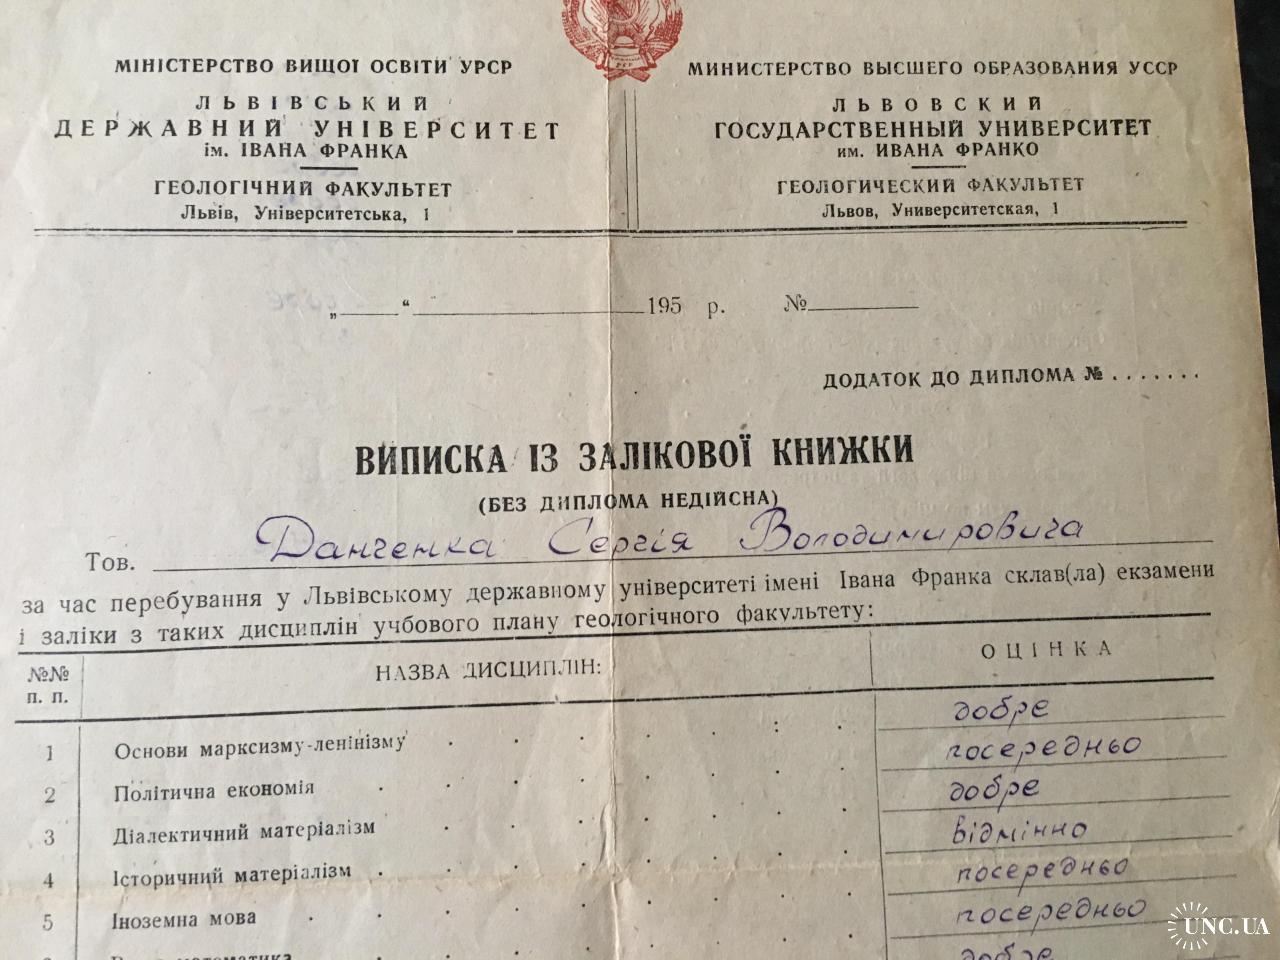 МІНІСТЕРСТВО ВИЩОЇ ОСВІТИ УРСР
ЛЬВІВСЬКИЙ
ДЕРЖАВНИЙ УНІВЕРСИТЕТ
ім. ІВАНА ФРАНКА
ГЕОЛОГІЧНИЙ ФАКУЛЬТЕТ
Львів, Університетська, 1
МИНИСТЕРСТВО ВЫСШЕГО ОБРАЗОВАНИЯ УССР
ЛЬВОВСКИЙ
ГОСУДАРСТВЕННЫЙ УНИВЕРСИТЕТ
им. ИВАНА ФРАНКО
ГЕОЛОГИЧЕСКИЙ ФАКУЛЬТЕТ
Львов, Университетская, 1
„ “ 195 р. №
ДОДАТОК ДО ДИПЛОМА № .......
ВИПИСКА ІЗ ЗАЛІКОВОЇ КНИЖКИ
(БЕЗ ДИПЛОМА НЕДІЙСНА)
Тов. Данченка Сергія Володимировича
за час перебування у Львівському державному університеті імені Івана Франка склав(ла) екзамени
і заліки з таких дисциплін учбового плану геологічного факультету:
№№ п. п. НАЗВА ДИСЦИПЛІН: ОЦІНКА
добре
1 Основи марксизму-ленінізму посередньо
2 Політична економія добре
3 Діалектичний матеріалізм відмінно
4 Історичний матеріалізм посередньо
5 Іноземна мова посередньо
математика добре
UNC.UA